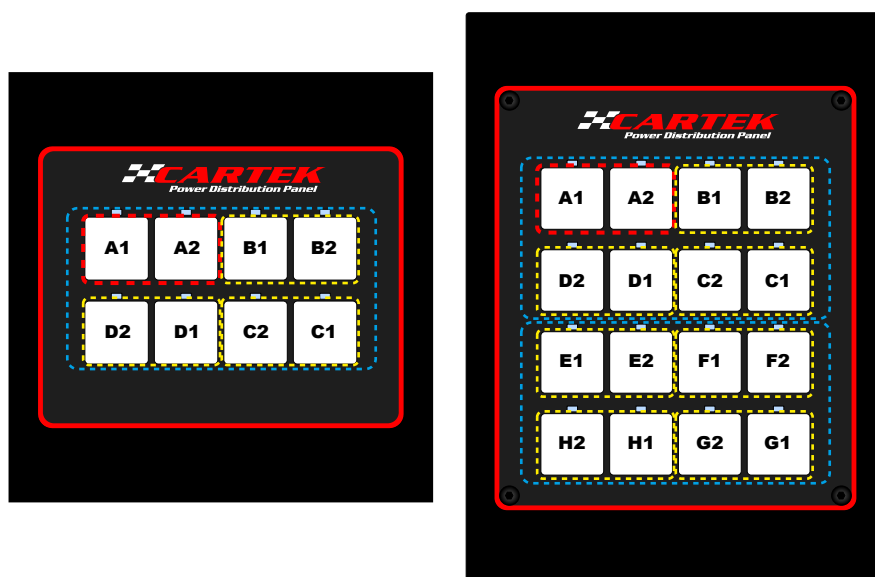 CARTEK
Power Distribution Panel
A1 A2 B1 B2
D2 D1 C2 C1
CARTEK
Power Distribution Panel
A1 A2 B1 B2
D2 D1 C2 C1
E1 E2 F1 F2
H2 H1 G2 G1